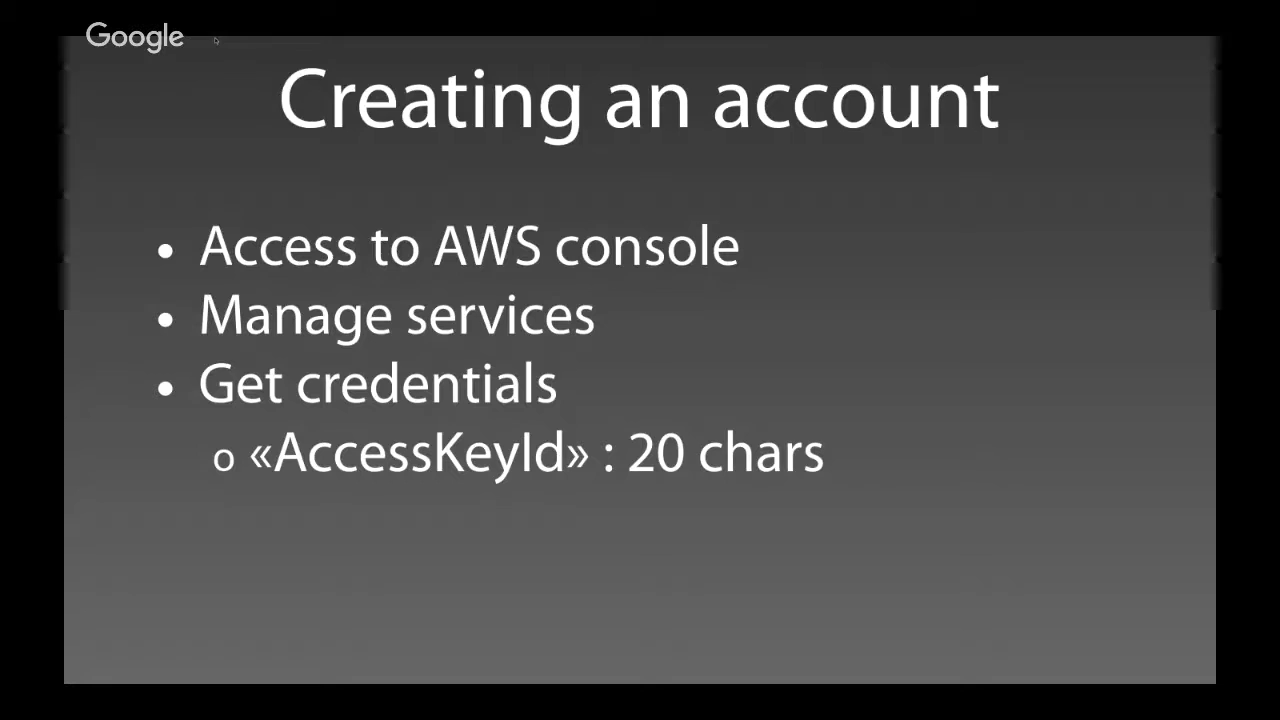 Google
Creating an account
• Access to AWS console
• Manage services
• Get credentials
o «AccessKeyId» : 20 chars